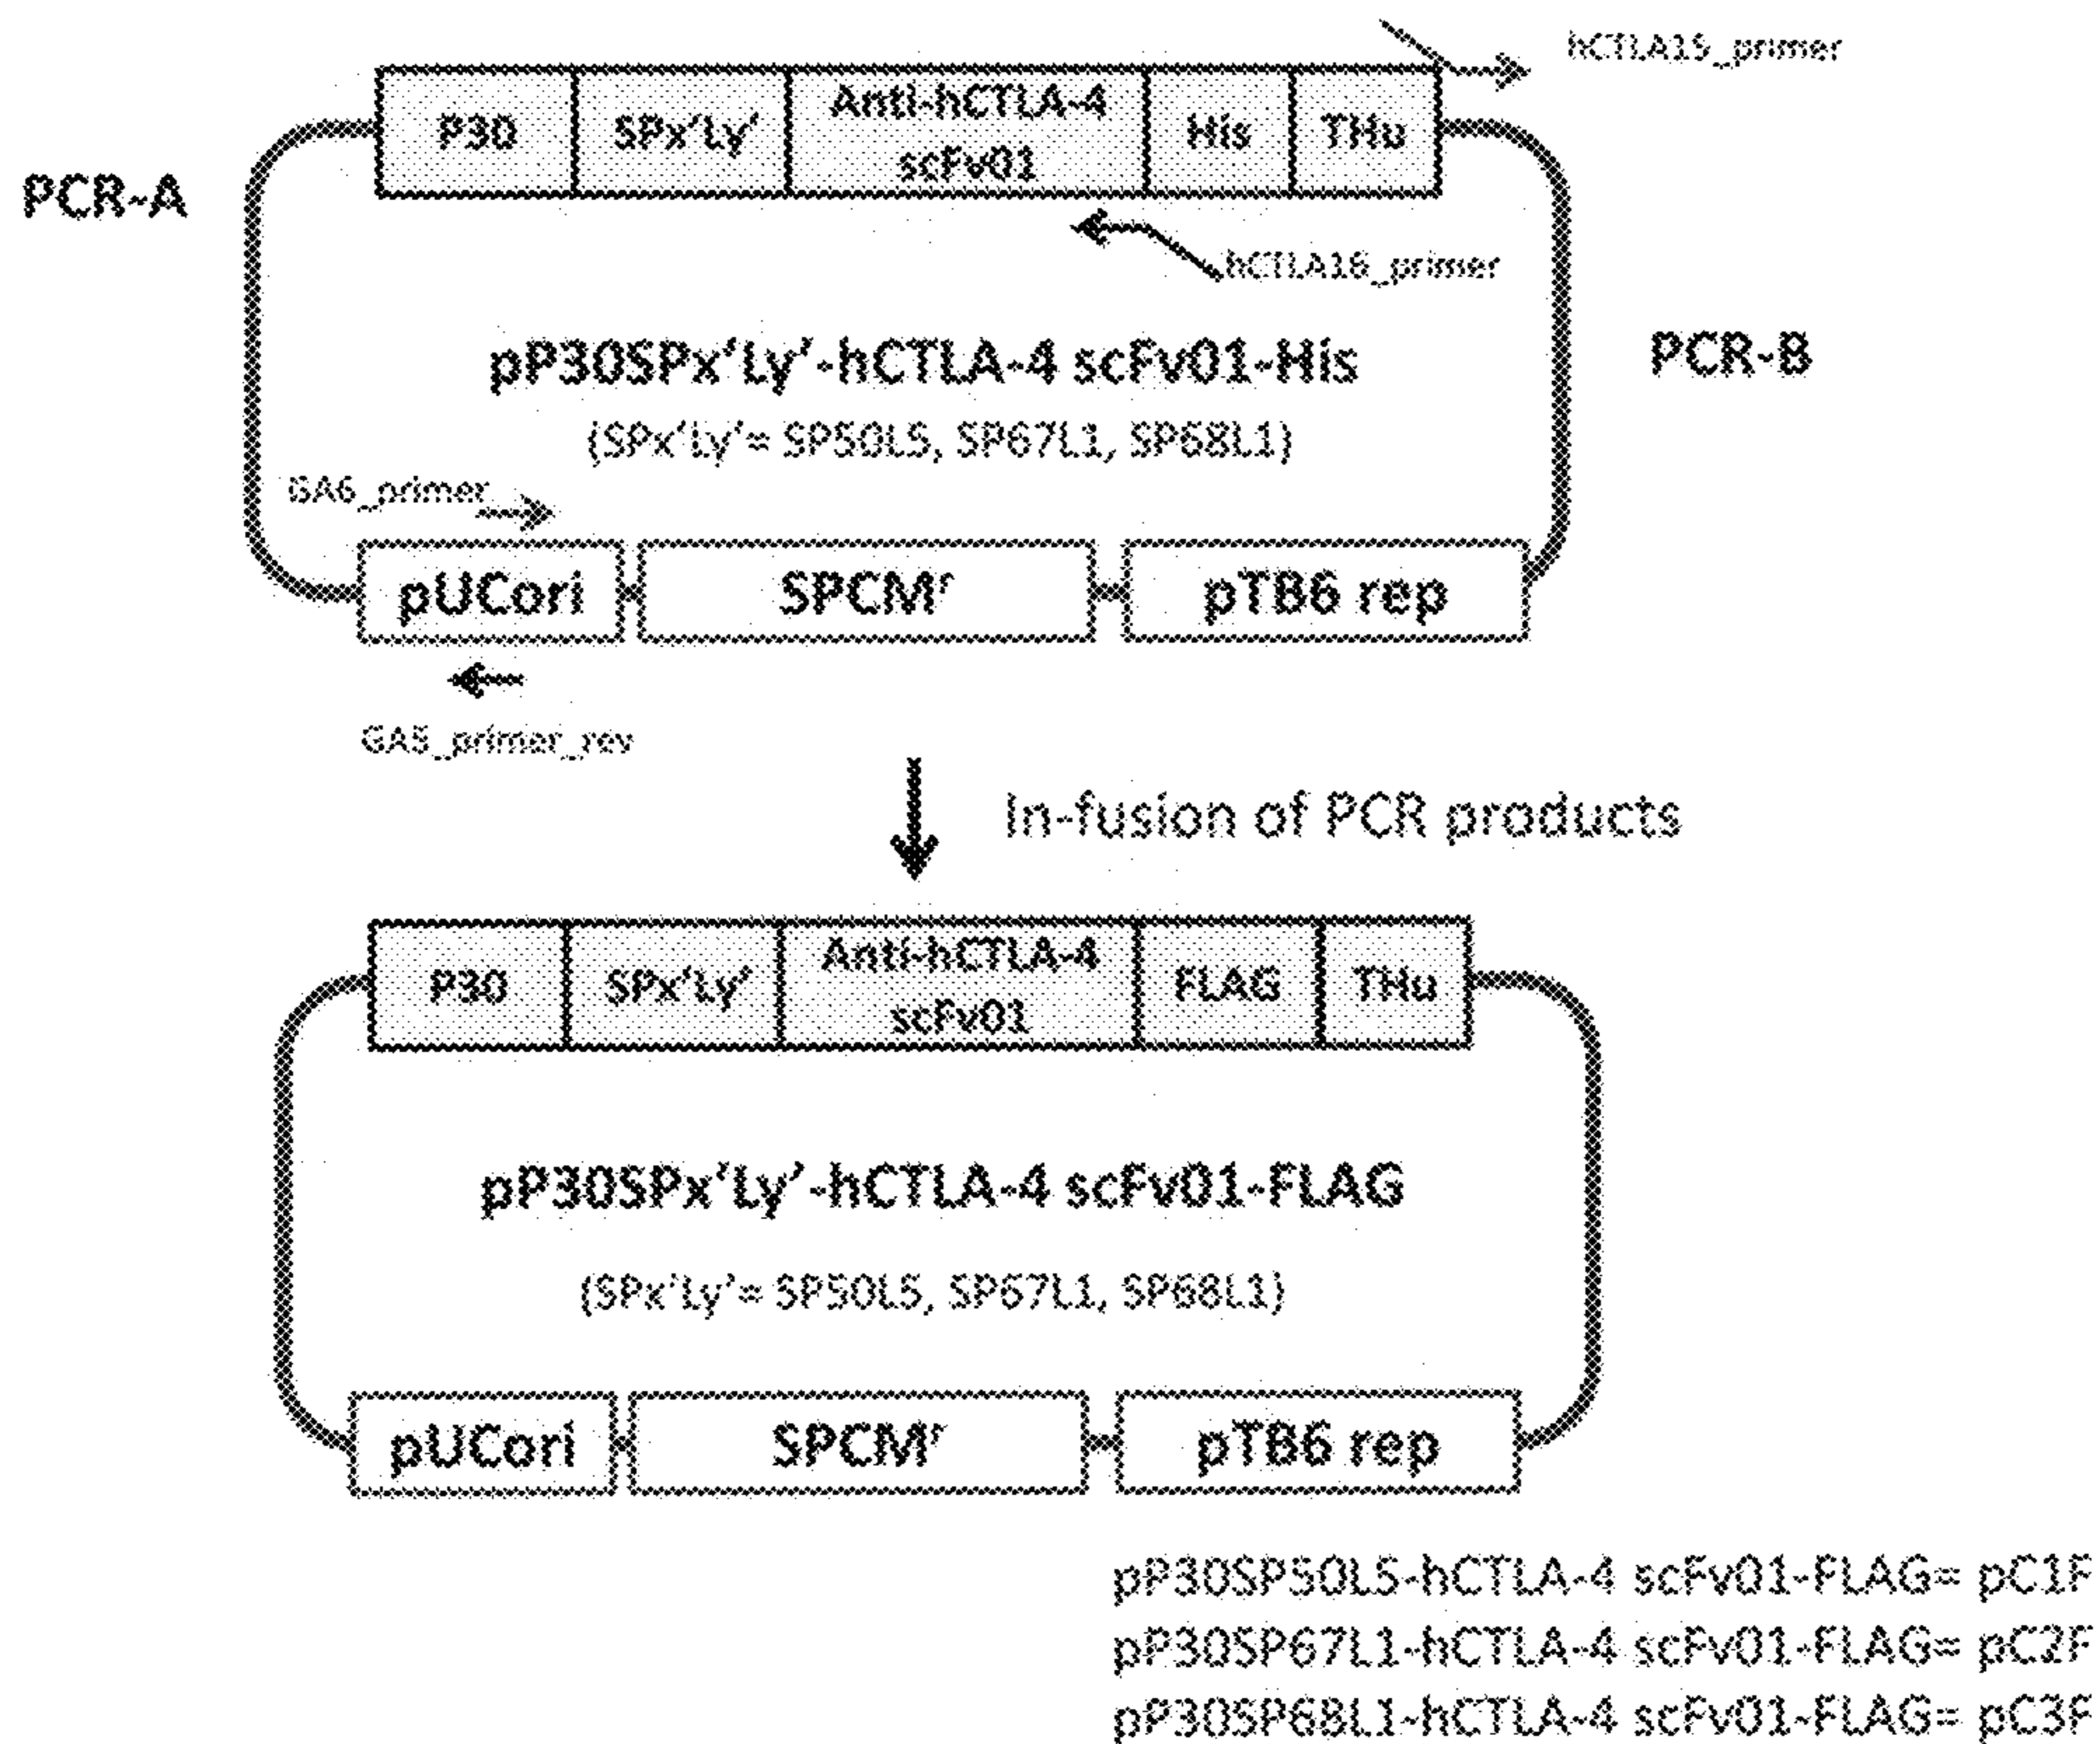 hCTLA15_primer
P30 SPx'Ly' Anti-hCTLA-4 scFv01 His THu
PCR-A
hCTLA16_primer
pP30SPx'Ly'-hCTLA-4 scFv01-His
PCR-B
(SPx'Ly'= SP50L5, SP67L1, SP68L1)
GA6_primer
pUCori SPCMʳ pTB6 rep
GA5_primer_rev
In-fusion of PCR products
P30 SPx'Ly' Anti-hCTLA-4 scFv01 FLAG THu
pP30SPx'Ly'-hCTLA-4 scFv01-FLAG
(SPx'Ly'= SP50L5, SP67L1, SP68L1)
pUCori SPCMʳ pTB6 rep
pP30SP50L5-hCTLA-4 scFv01-FLAG= pC1F
pP30SP67L1-hCTLA-4 scFv01-FLAG= pC2F
pP30SP68L1-hCTLA-4 scFv01-FLAG= pC3F